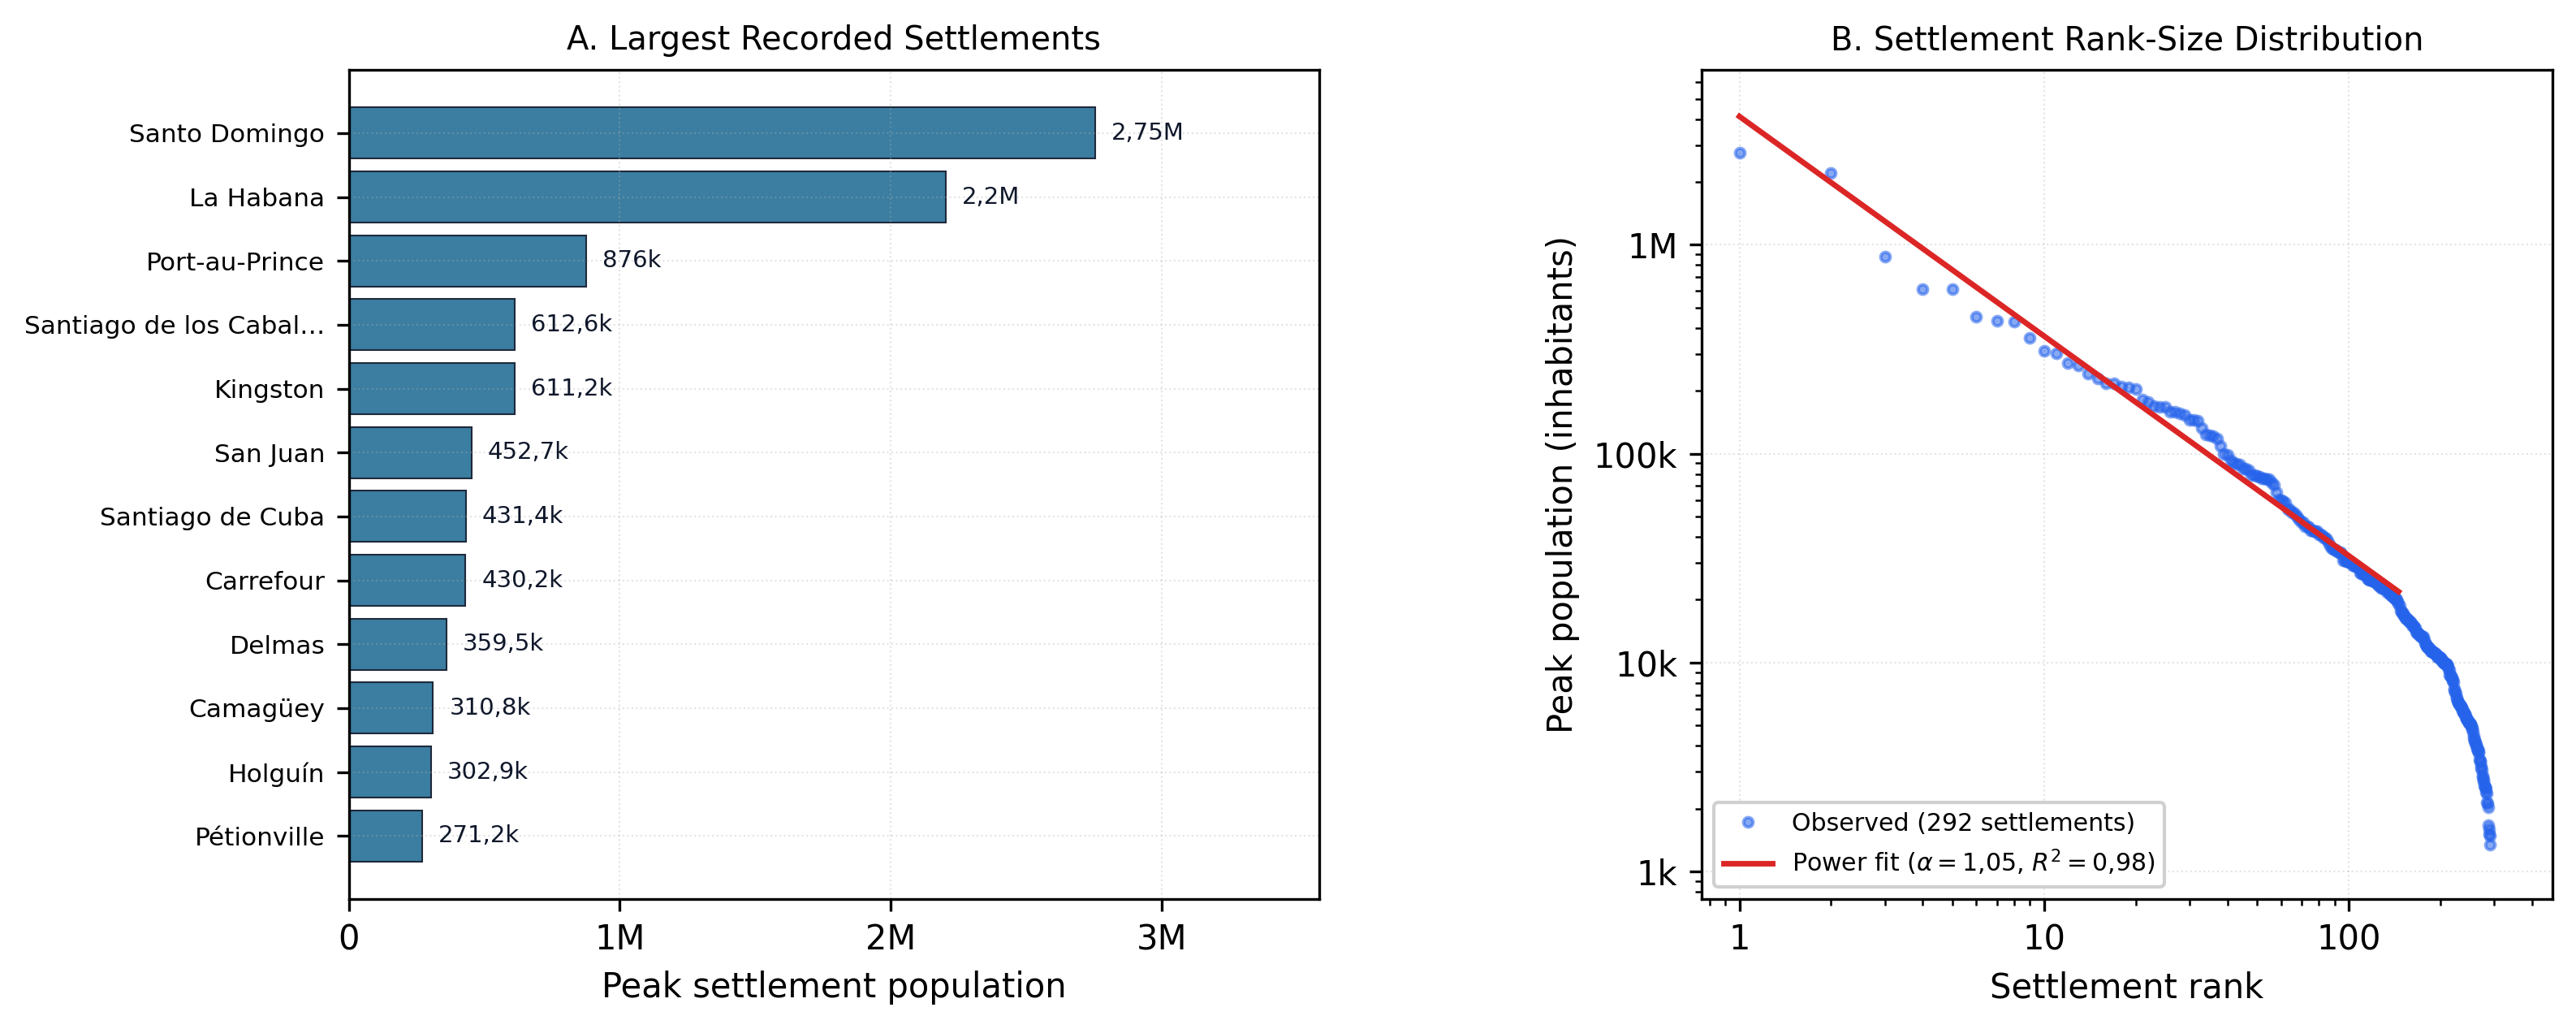 A. Largest Recorded Settlements
Santo Domingo
2,75M
La Habana
2,2M
Port-au-Prince
876k
Santiago de los Cabal...
612,6k
Kingston
611,2k
San Juan
452,7k
Santiago de Cuba
431,4k
Carrefour
430,2k
Delmas
359,5k
Camagüey
310,8k
Holguín
302,9k
Pétionville
271,2k
0 1M 2M 3M
Peak settlement population
B. Settlement Rank-Size Distribution
Peak population (inhabitants)
1M
100k
10k
1k
Observed (292 settlements)
Power fit (α = 1,05, R² = 0,98)
1 10 100
Settlement rank